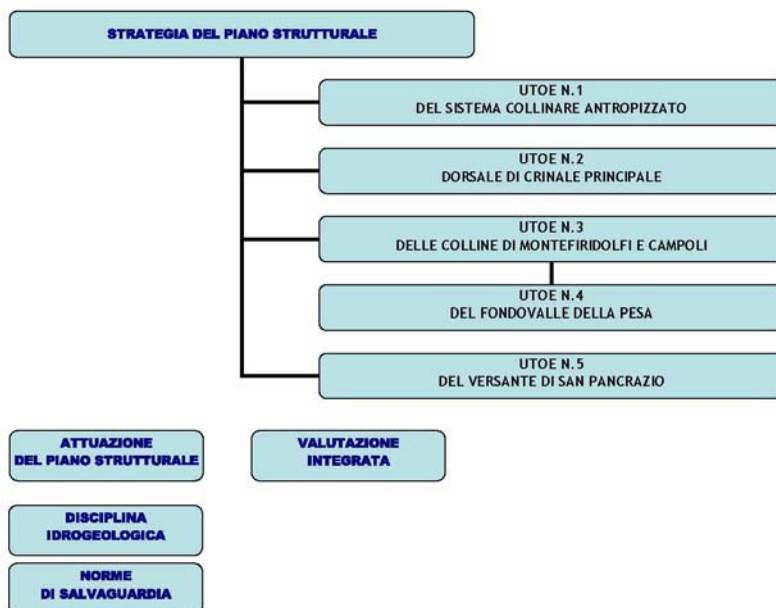 STRATEGIA DEL PIANO STRUTTURALE
UTOE N.1
DEL SISTEMA COLLINARE ANTROPIZZATO
UTOE N.2
DORSALE DI CRINALE PRINCIPALE
UTOE N.3
DELLE COLLINE DI MONTEFIRIDOLFI E CAMPOLI
UTOE N.4
DEL FONDOVALLE DELLA PESA
UTOE N.5
DEL VERSANTE DI SAN PANCRAZIO
ATTUAZIONE
DEL PIANO STRUTTURALE
VALUTAZIONE
INTEGRATA
DISCIPLINA
IDROGEOLOGICA
NORME
DI SALVAGUARDIA